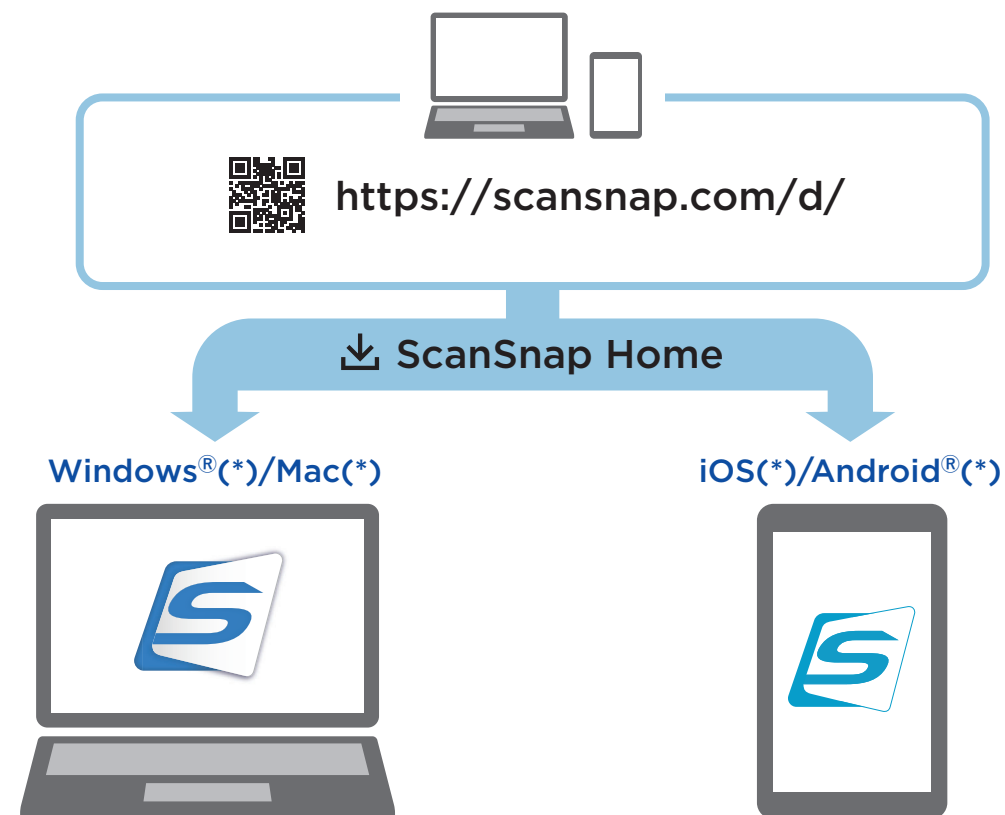 https://scansnap.com/d/
ScanSnap Home
Windows®(*)/Mac(*)
iOS(*)/Android®(*)
S
S